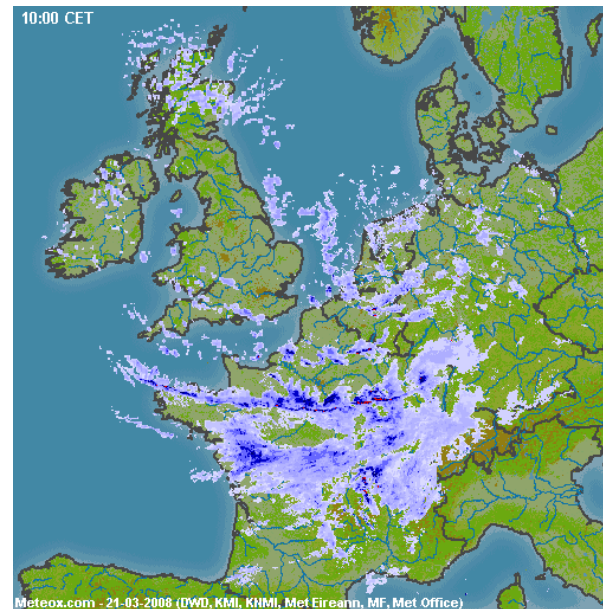 10:00 CET
Meteox.com - 21-03-2008 (DWD, KMI, KNMI, Met Eireann, MF, Met Office)